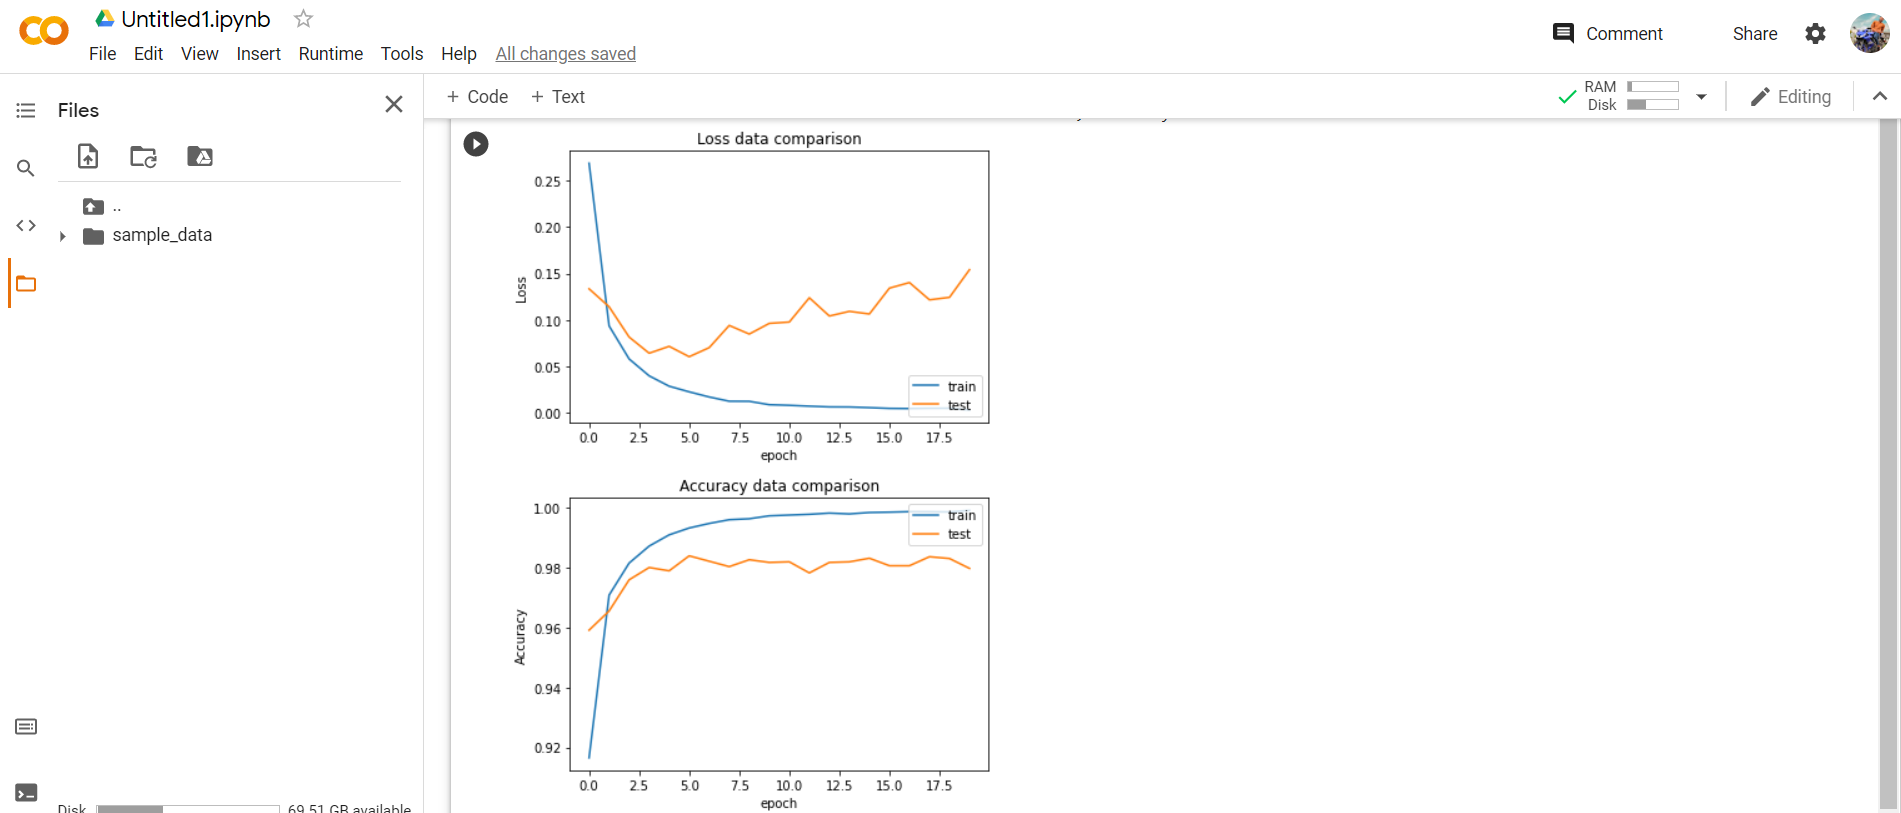 Untitled1.ipynb
File Edit View Insert Runtime Tools Help All changes saved
Comment
Share
Files
+ Code + Text
RAM
Disk
Editing
..
sample_data
Disk 69.51 GB available
Loss data comparison
Loss
0.25
0.20
0.15
0.10
0.05
0.00
train
test
0.0 2.5 5.0 7.5 10.0 12.5 15.0 17.5
epoch
Accuracy data comparison
Accuracy
1.00
0.98
0.96
0.94
0.92
train
test
0.0 2.5 5.0 7.5 10.0 12.5 15.0 17.5
epoch